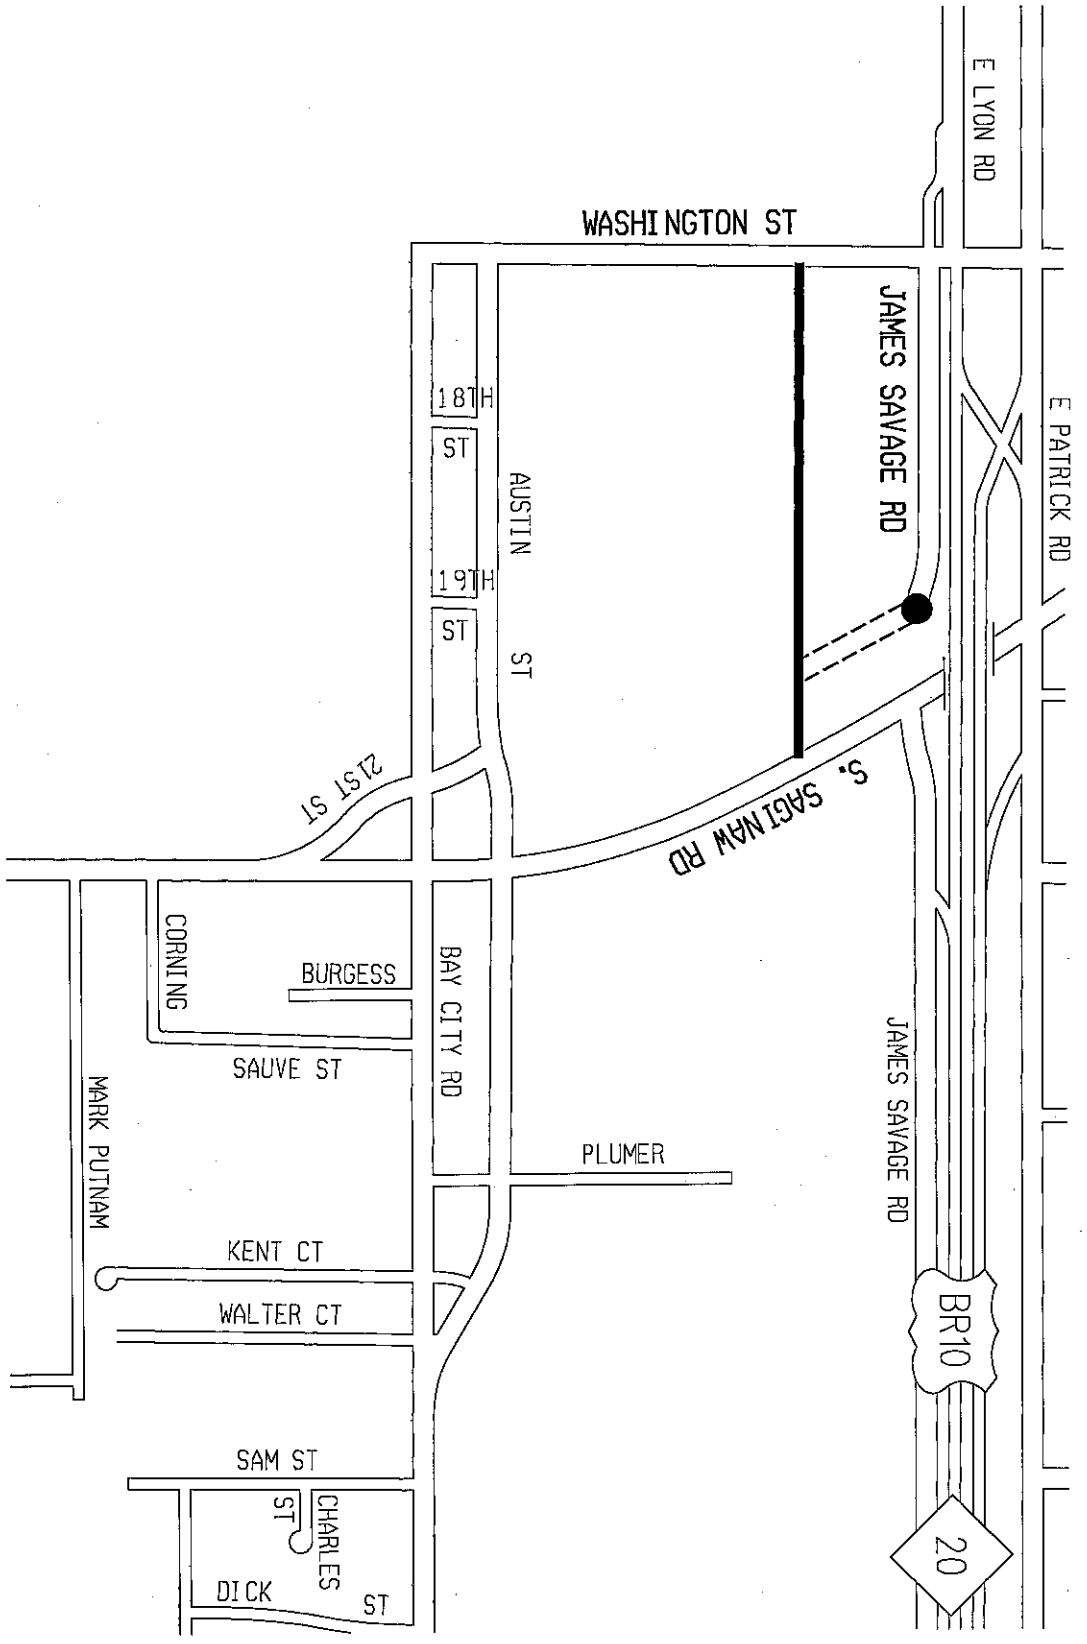 E LYON RD
WASHINGTON ST
JAMES SAVAGE RD
E PATRICK RD
18TH
ST
AUSTIN
ST
19TH
ST
21ST ST
S. SAGINAW RD
CORNING
BURGESS
BAY CITY RD
SAUVE ST
JAMES SAVAGE RD
MARK PUTNAM
PLUMER
KENT CT
WALTER CT
BR10
SAM ST
CHARLES
ST
20
DICK
ST